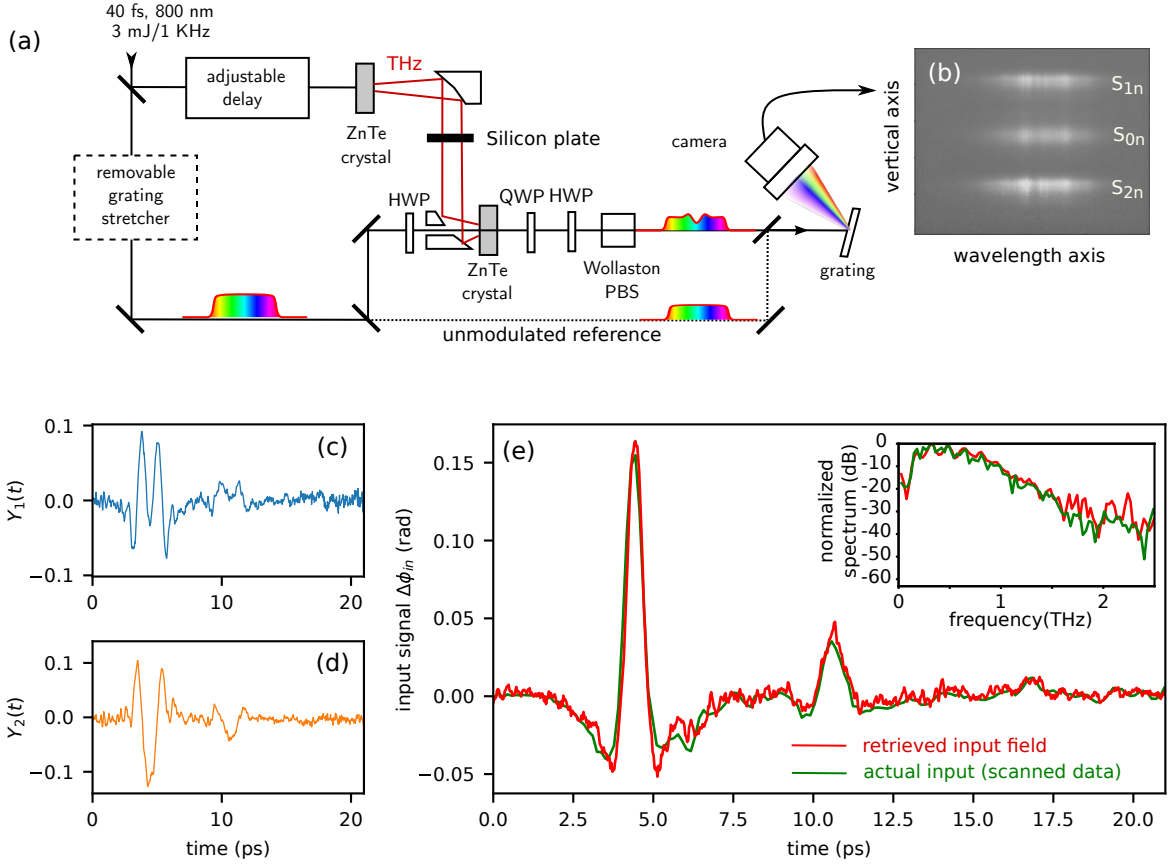 (a)
40 fs, 800 nm
3 mJ/1 KHz
adjustable
delay
THz
ZnTe
crystal
Silicon plate
removable
grating
stretcher
HWP
QWP
HWP
ZnTe
crystal
Wollaston
PBS
camera
grating
unmodulated reference
(b)
vertical axis
S1n
S0n
S2n
wavelength axis
(c)
Y1(t)
0.1
0.0
−0.1
0
10
20
(d)
Y2(t)
0.1
0.0
−0.1
0
10
20
time (ps)
(e)
input signal Δϕin (rad)
0.15
0.10
0.05
0.00
−0.05
0.0
2.5
5.0
7.5
10.0
12.5
15.0
17.5
20.0
time (ps)
retrieved input field
actual input (scanned data)
normalized
spectrum (dB)
0
-10
-20
-30
-40
-50
-60
0
1
2
frequency(THz)